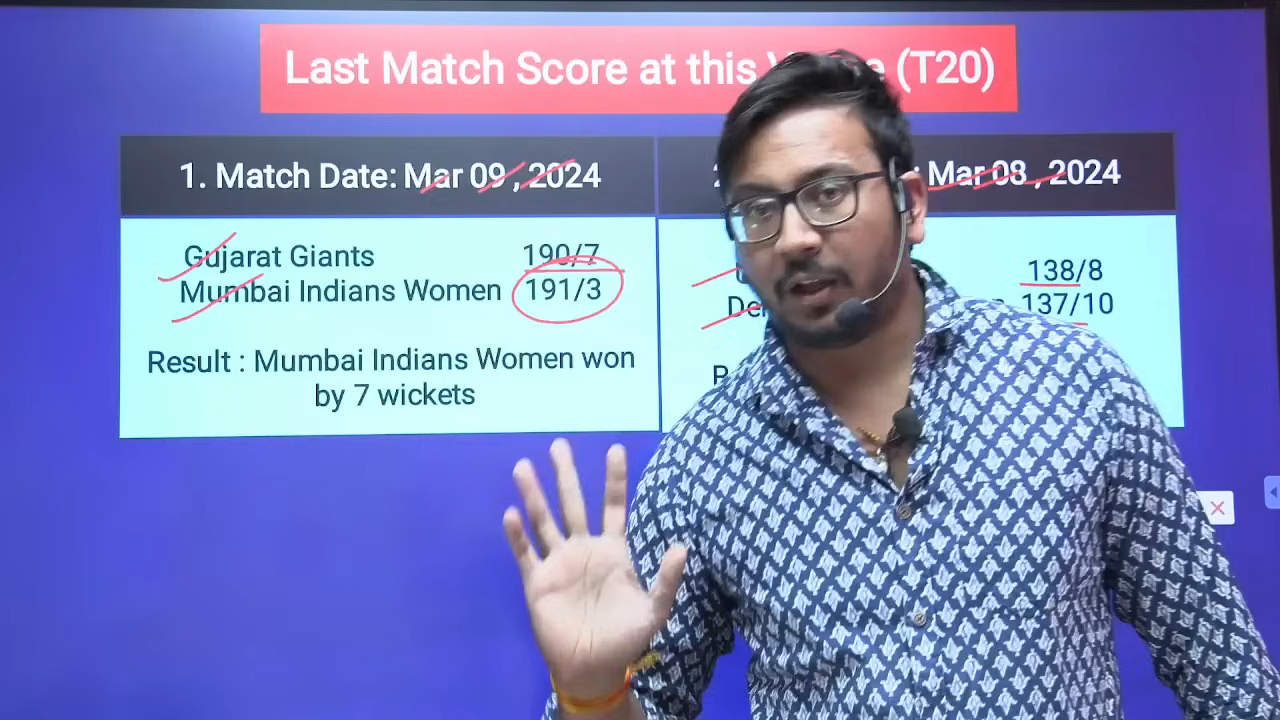 Last Match Score at this (T20)
1. Match Date: Mar 09 , 2024
Mar 08 , 2024
Gujarat Giants 190/7
Mumbai Indians Women 191/3
Result : Mumbai Indians Women won
by 7 wickets
138/8
137/10